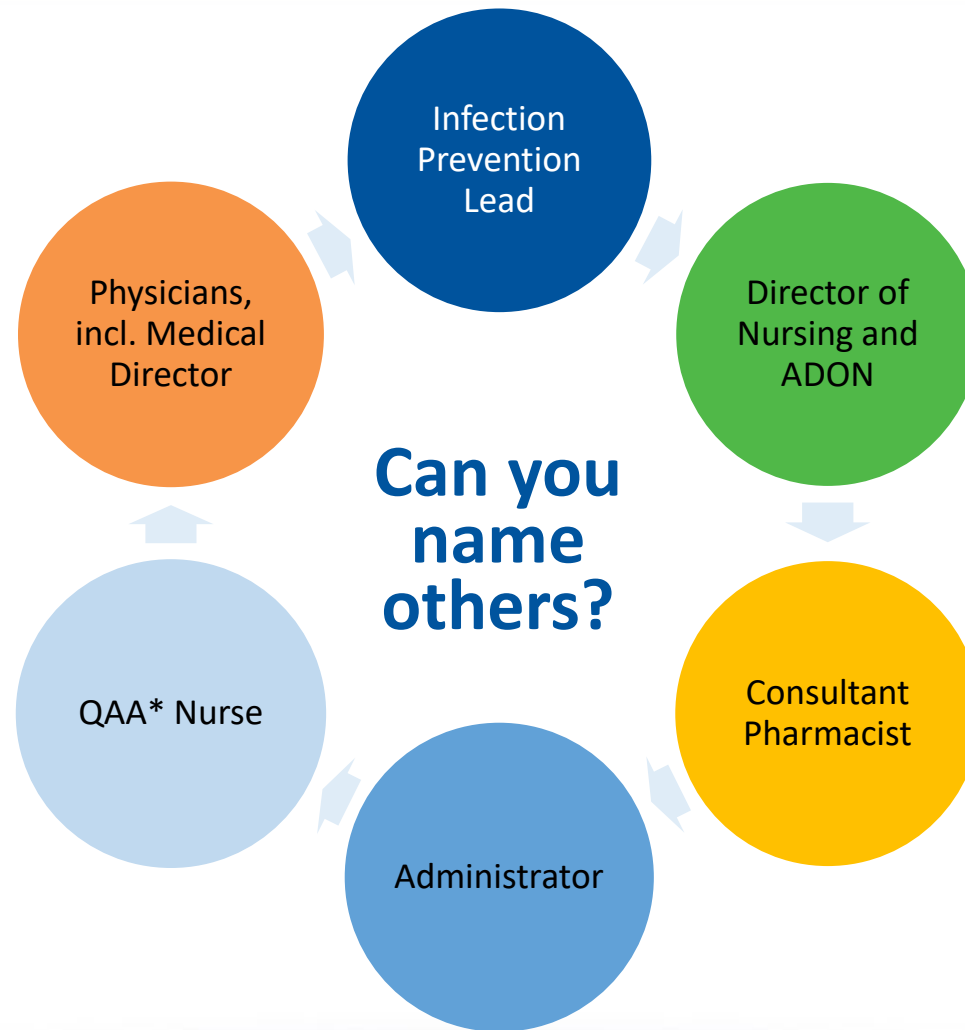 Infection
Prevention
Lead
Director of
Nursing and
ADON
Consultant
Pharmacist
Administrator
QAA* Nurse
Physicians,
incl. Medical
Director
Can you
name
others?